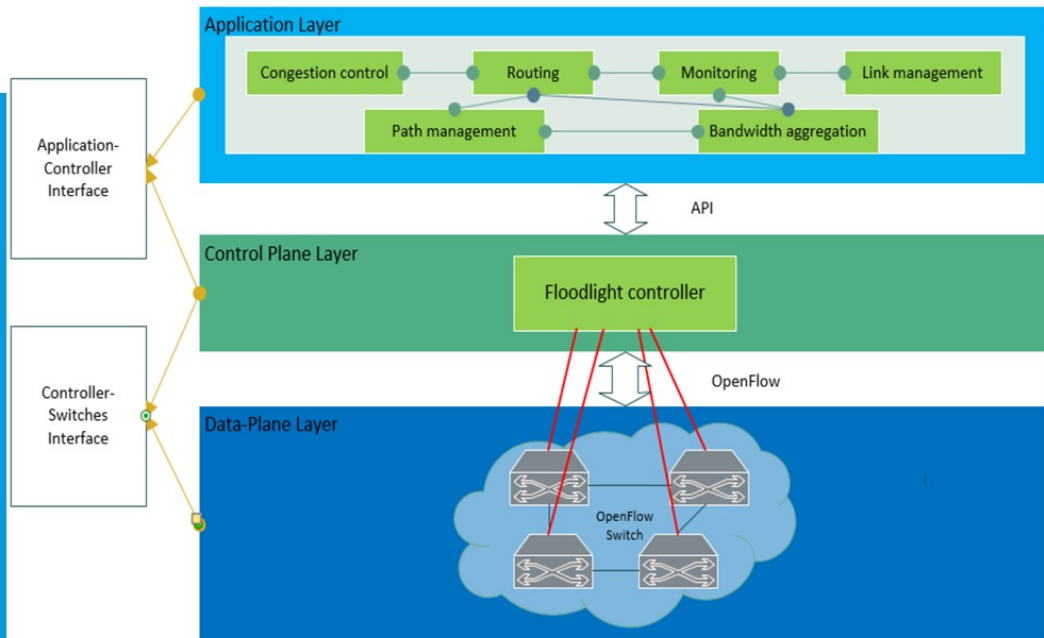 Application Layer
Congestion control
Routing
Monitoring
Link management
Path management
Bandwidth aggregation
Application-
Controller
Interface
API
Control Plane Layer
Floodlight controller
Controller-
Switches
Interface
OpenFlow
Data-Plane Layer
OpenFlow
Switch